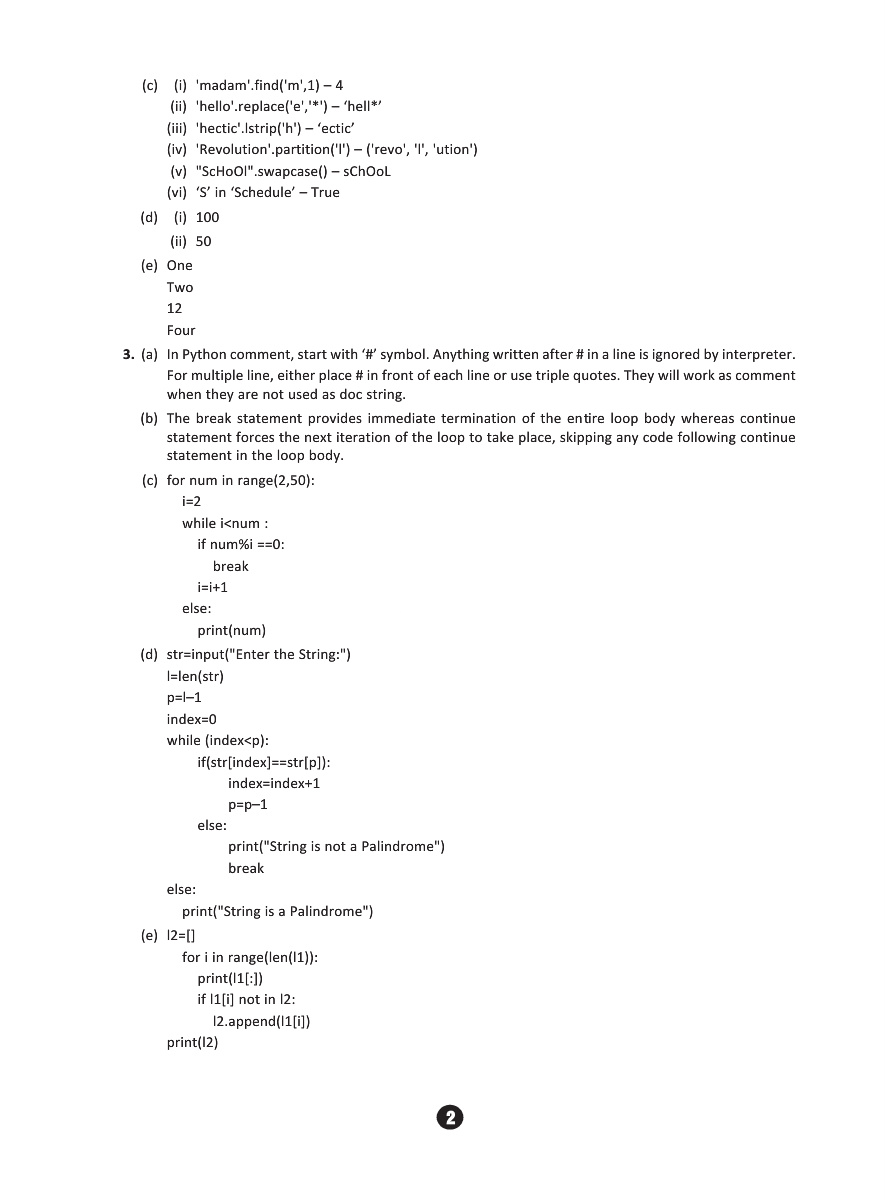 (c) (i) 'madam'.find('m',1) – 4
(ii) 'hello'.replace('e','*') – ‘hell*’
(iii) 'hectic'.lstrip('h') – ‘ectic’
(iv) 'Revolution'.partition('l') – ('revo', 'l', 'ution')
(v) "ScHoOl".swapcase() – sChOoL
(vi) ‘S’ in ‘Schedule’ – True
(d) (i) 100
(ii) 50
(e) One
Two
12
Four
3. (a) In Python comment, start with ‘#’ symbol. Anything written after # in a line is ignored by interpreter.
For multiple line, either place # in front of each line or use triple quotes. They will work as comment
when they are not used as doc string.
(b) The break statement provides immediate termination of the entire loop body whereas continue
statement forces the next iteration of the loop to take place, skipping any code following continue
statement in the loop body.
(c) for num in range(2,50):
i=2
while i<num :
if num%i ==0:
break
i=i+1
else:
print(num)
(d) str=input("Enter the String:")
l=len(str)
p=l–1
index=0
while (index<p):
if(str[index]==str[p]):
index=index+1
p=p–1
else:
print("String is not a Palindrome")
break
else:
print("String is a Palindrome")
(e) l2=[]
for i in range(len(l1)):
print(l1[:])
if l1[i] not in l2:
l2.append(l1[i])
print(l2)
2